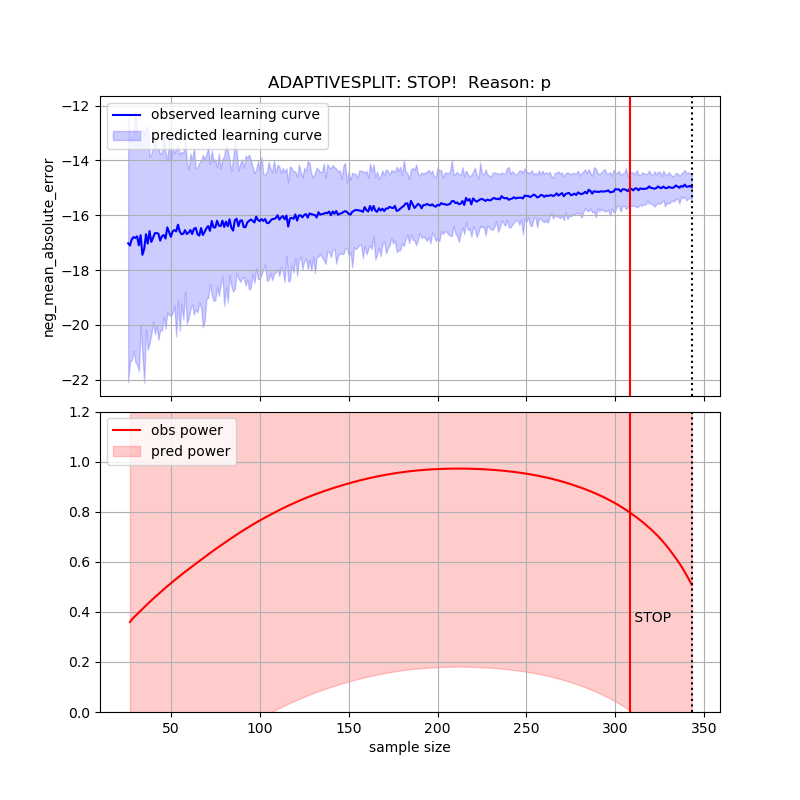 ADAPTIVESPLIT: STOP!  Reason: p
observed learning curve
predicted learning curve
neg_mean_absolute_error
−12
−14
−16
−18
−20
−22
obs power
pred power
1.2
1.0
0.8
0.6
0.4
0.2
0.0
STOP
50 100 150 200 250 300 350
sample size